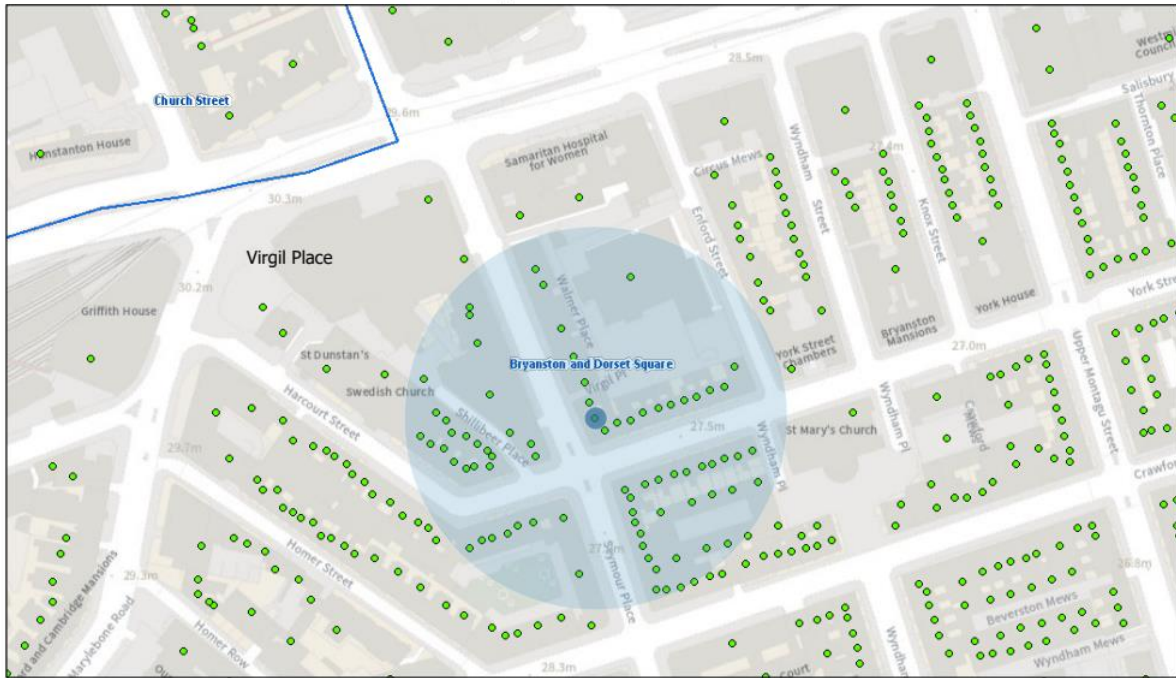 28.5m
Westmi
Council
Church Street
29.6m
Salisbury
Thornton Place
Hunstanton House
Samaritan Hospital
for Women
Wyndham
Street
27.4m
Circus Mews
30.3m
Enford Street
Knox Street
Virgil Place
Walmer Place
30.2m
York House
York Street
Griffith House
Bryanston
Mansions
York Street
Chambers
27.0m
Upper Montagu Street
St Dunstan's
Bryanston and Dorset Square
Virgil Pl
Swedish Church
Harcourt Street
Shillibeer Place
Wyndham Pl
27.5m
St Mary's Church
Wyndham Pl
29.7m
Crawford
Homer Street
Seymour Place
29.3m
26.8m
ord and Cambridge Mansions
Marylebone Road
Homer Row
Beverston Mews
Wyndham
Wyndham Mews
28.3m
Court